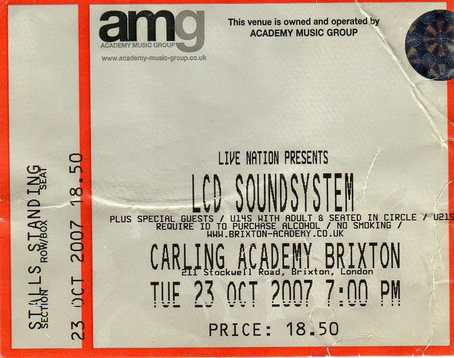 amg
ACADEMY MUSIC GROUP
www.academy-music-group.co.uk
This venue is owned and operated by
ACADEMY MUSIC GROUP
LIVE NATION PRESENTS
LCD SOUNDSYSTEM
PLUS SPECIAL GUESTS / U14S WITH ADULT & SEATED IN CIRCLE / U21S
REQUIRE ID TO PURCHASE ALCOHOL / NO SMOKING /
WWW.BRIXTON-ACADEMY.CO.UK
CARLING ACADEMY BRIXTON
211 Stockwell Road, Brixton, London
TUE 23 OCT 2007 7:00 PM
PRICE: 18.50
STALLS STANDING
SECTION ROW/BOX SEAT
23 OCT 2007 18.50